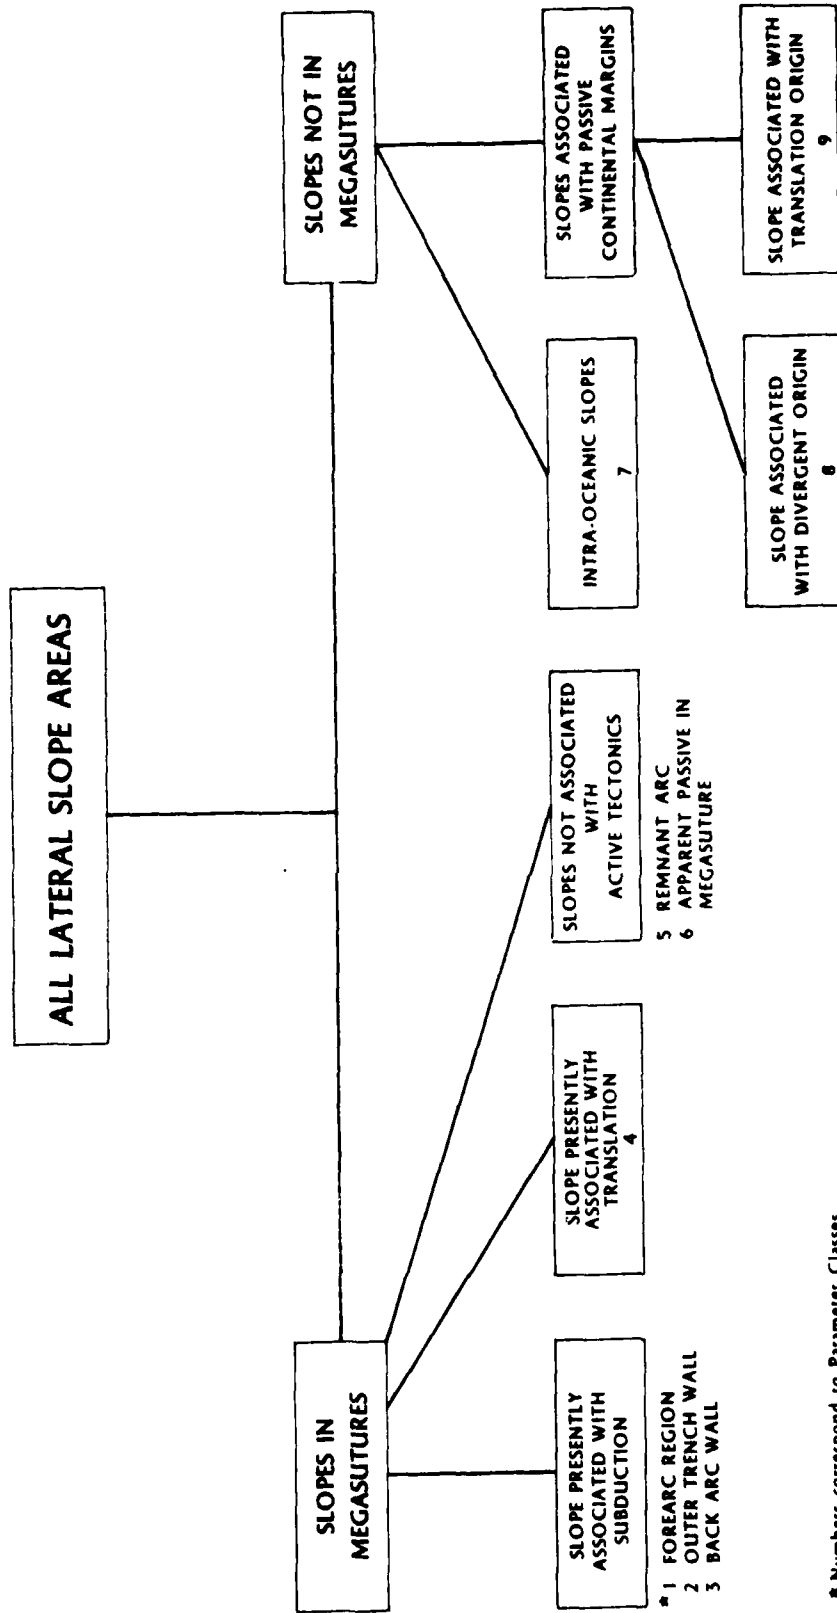 ALL LATERAL SLOPE AREAS
SLOPES IN
MEGASUTURES
SLOPES NOT IN
MEGASUTURES
SLOPE PRESENTLY
ASSOCIATED WITH
SUBDUCTION
*1 FOREARC REGION
2 OUTER TRENCH WALL
3 BACK ARC WALL
SLOPE PRESENTLY
ASSOCIATED WITH
TRANSLATION
4
SLOPES NOT ASSOCIATED
WITH
ACTIVE TECTONICS
5 REMNANT ARC
6 APPARENT PASSIVE IN
MEGASUTURE
INTRA-OCEANIC SLOPES
7
SLOPES ASSOCIATED
WITH PASSIVE
CONTINENTAL MARGINS
SLOPE ASSOCIATED
WITH DIVERGENT ORIGIN
8
SLOPE ASSOCIATED WITH
TRANSLATION ORIGIN
9
* Numbers correspond to Parameter Classes